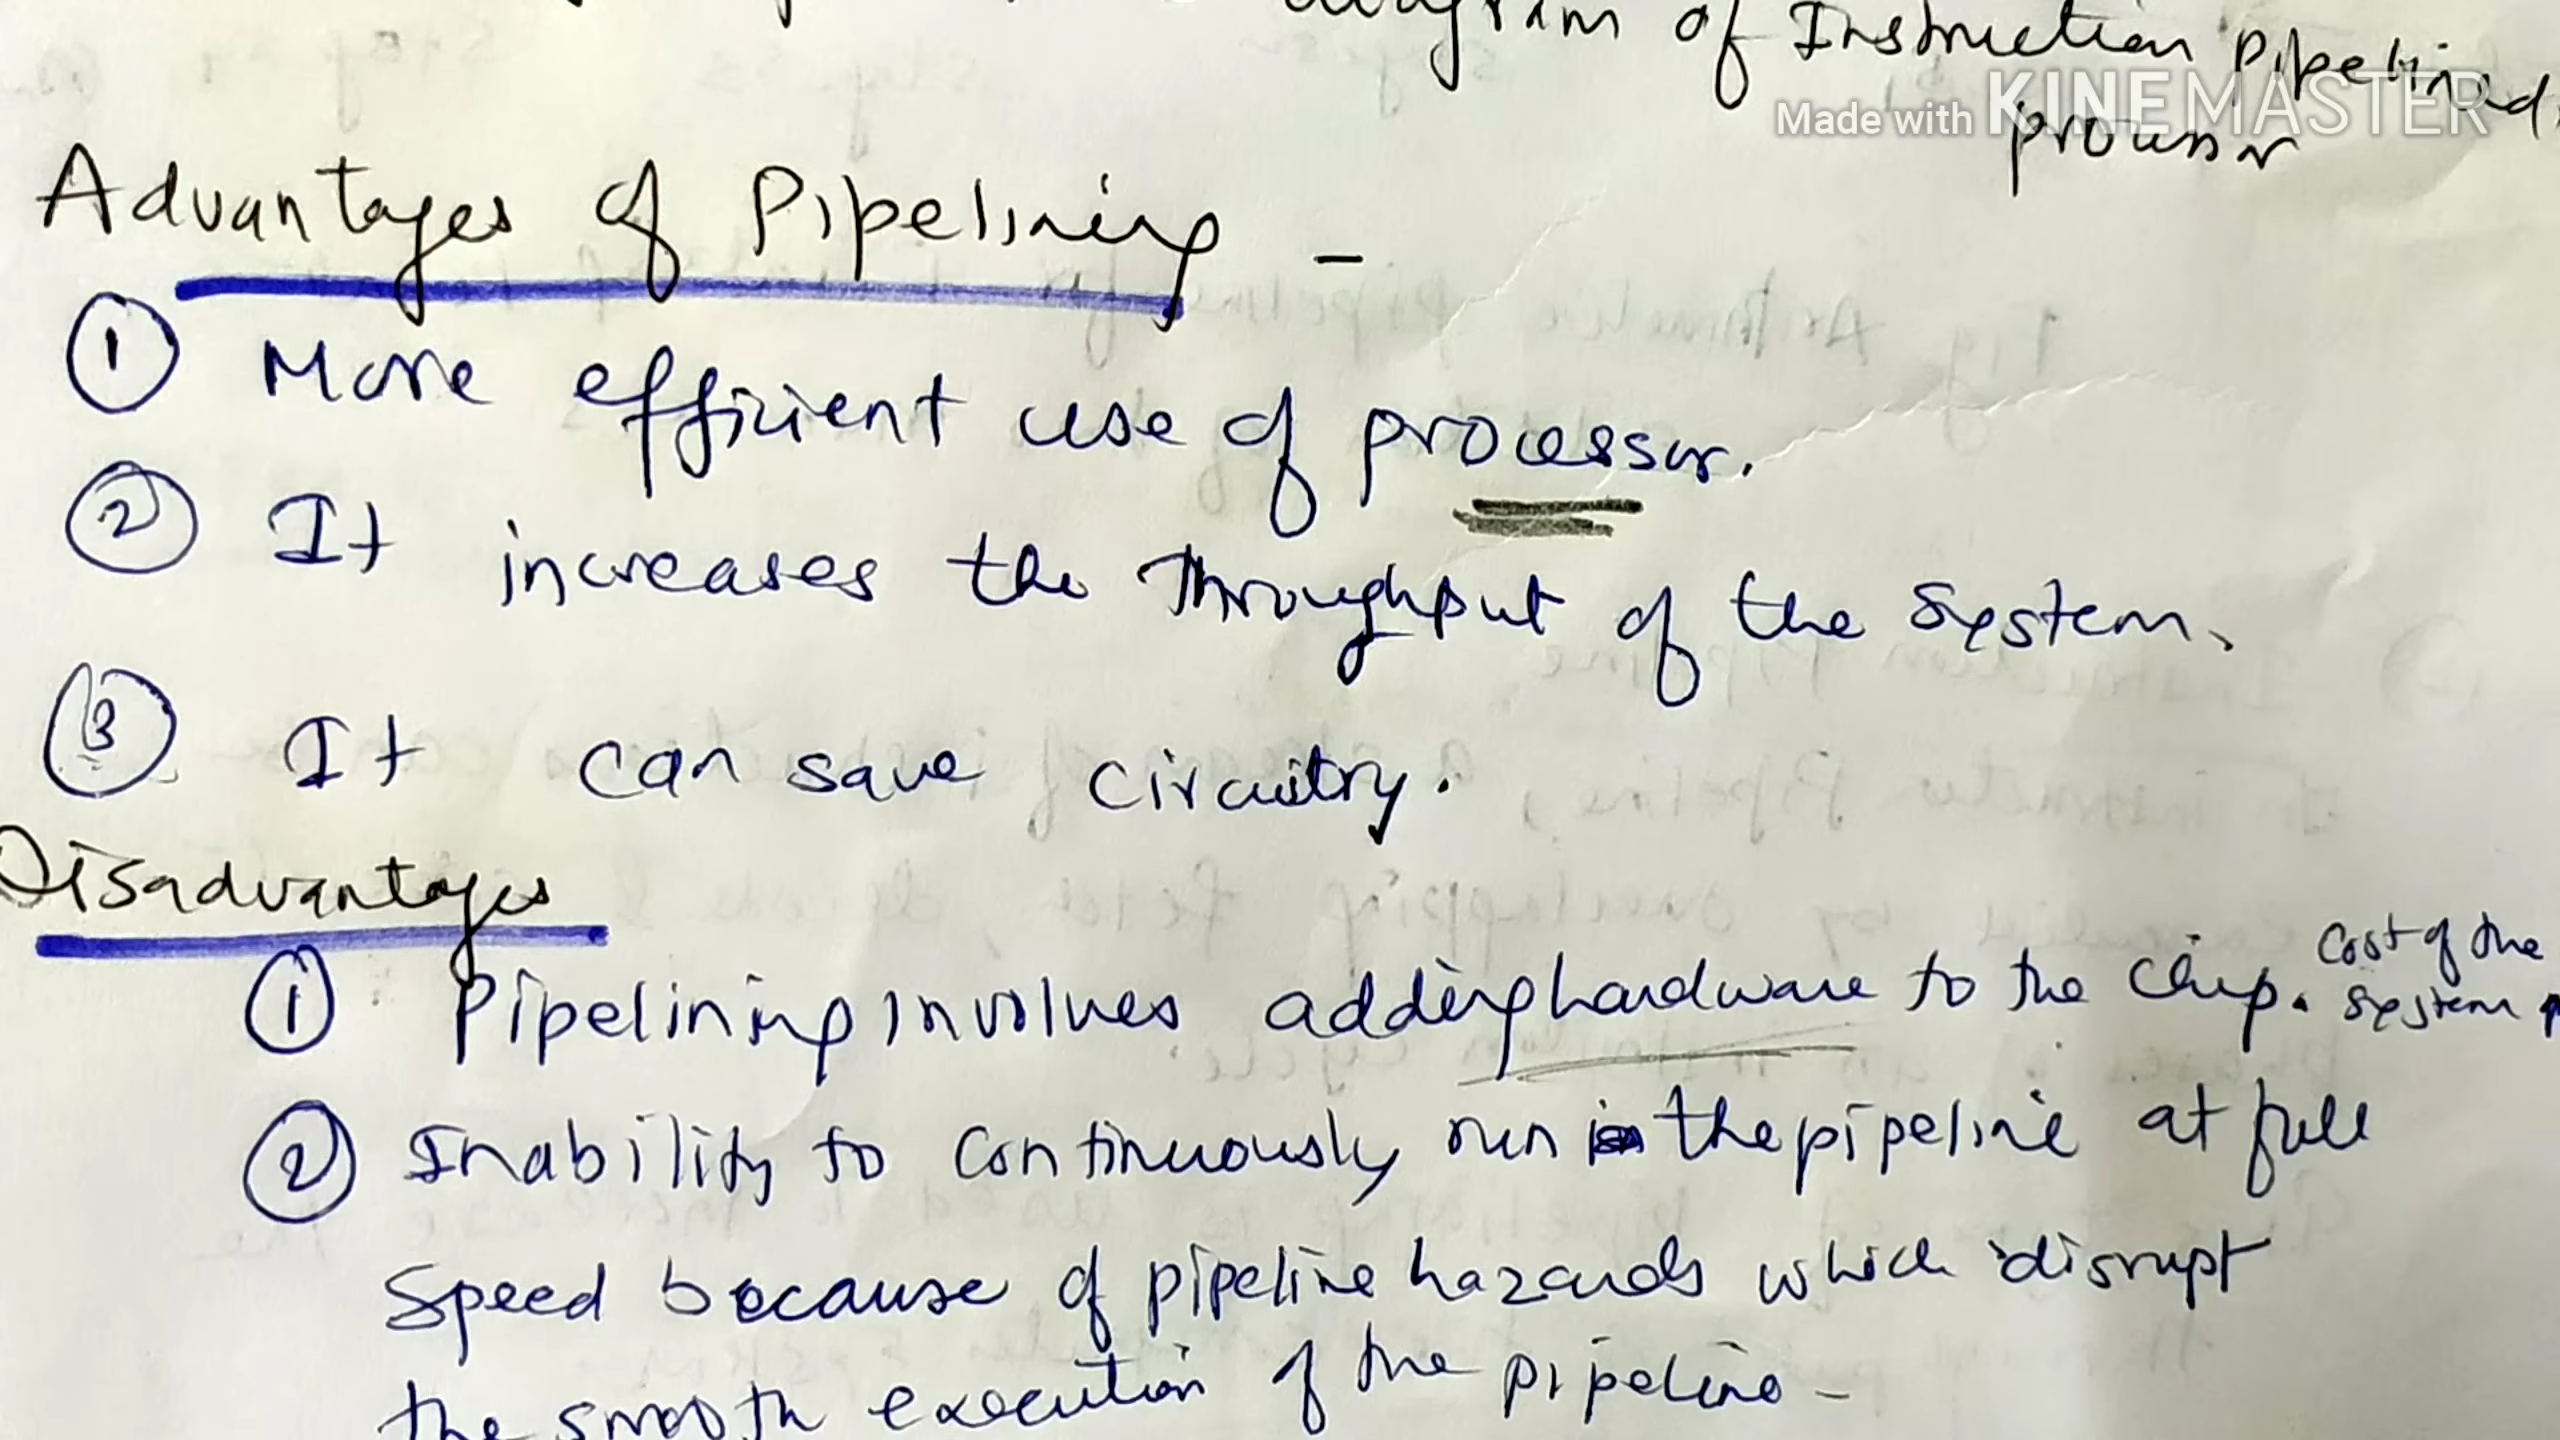 diagram of Instruction Pipelined
processor
Made with KINEMASTER
Advantages of Pipelining -
1 More efficient use of processor.
2 It increases the Throughput of the system.
3 It can save circuitry.
Disadvantages
1 Pipelining involves adding hardware to the chip. Cost of the
system
2 Inability to continuously run the pipeline at full
Speed because of pipeline hazards which disrupt
the smooth execution of the pipeline -